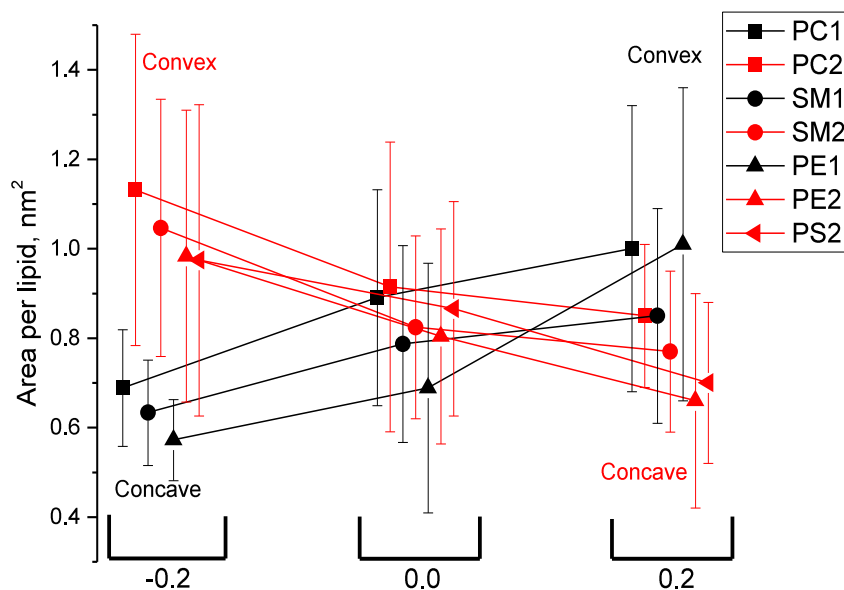 Area per lipid, nm²
1.4
1.2
1.0
0.8
0.6
0.4
-0.2
0.0
0.2
Convex
Concave
Convex
Concave
PC1
PC2
SM1
SM2
PE1
PE2
PS2